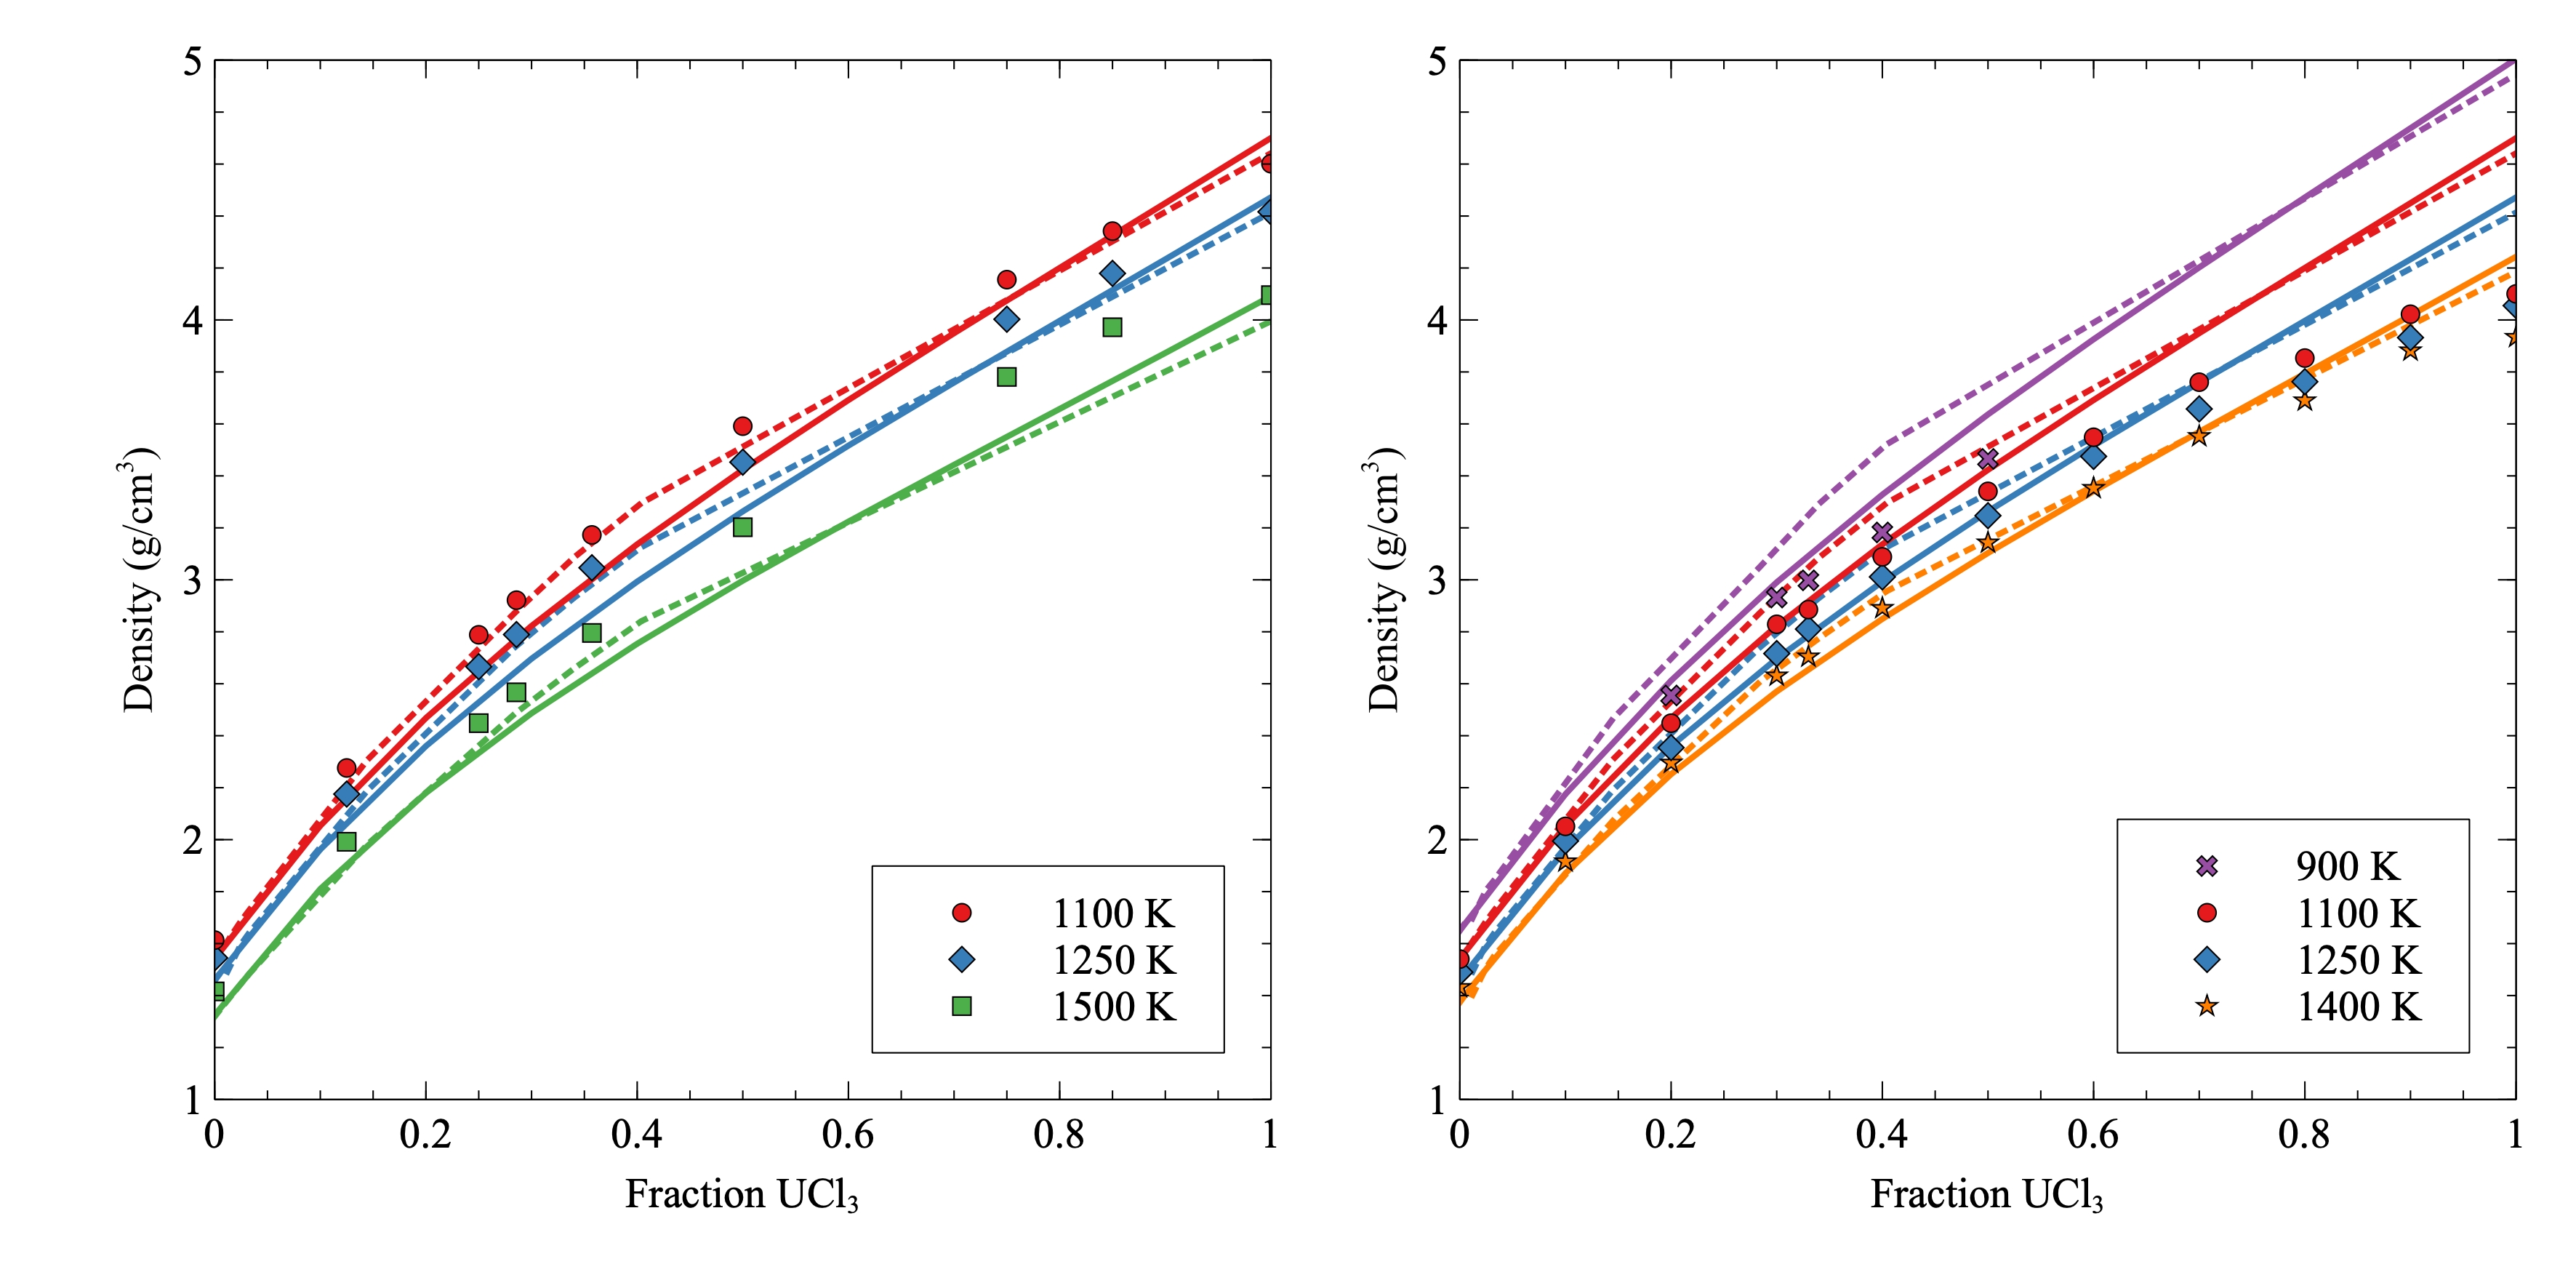 5
4
3
2
1
Density (g/cm³)
0 0.2 0.4 0.6 0.8 1
Fraction UCl₃
1100 K
1250 K
1500 K
5
4
3
2
1
Density (g/cm³)
0 0.2 0.4 0.6 0.8 1
Fraction UCl₃
900 K
1100 K
1250 K
1400 K